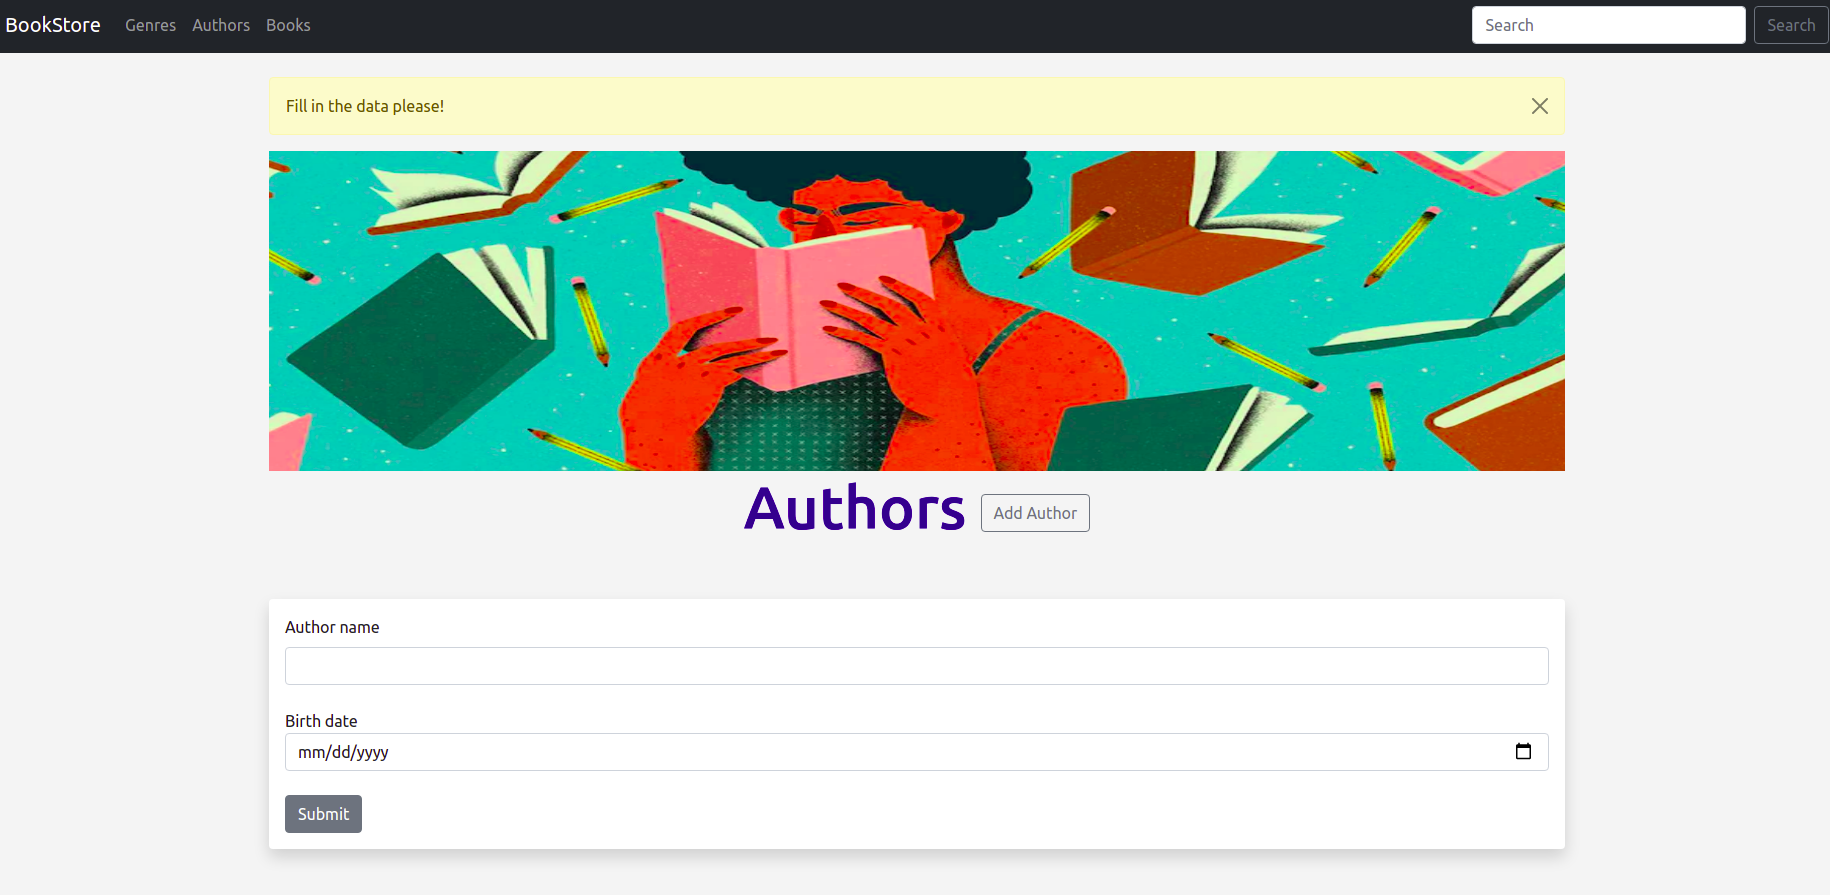 BookStore Genres Authors Books Search Search
Fill in the data please!
Authors Add Author
Author name
Birth date
mm/dd/yyyy
Submit